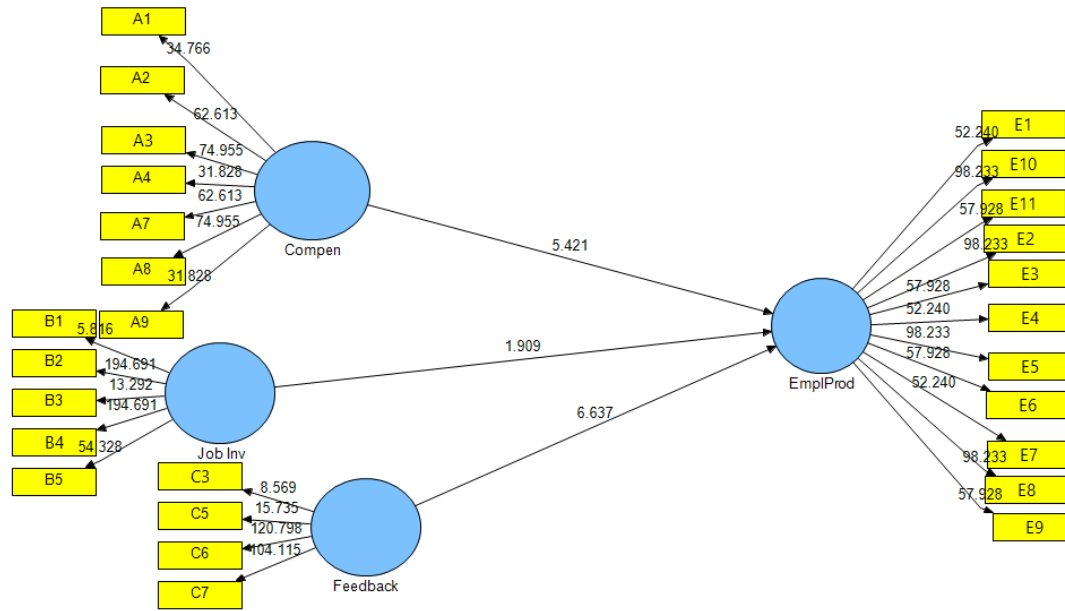 A1
34.766
A2
62.613
A3
74.955
A4
31.828
A7
62.613
A8
74.955
A9
31.828
Compen
B1
5.816
B2
194.691
B3
13.292
B4
194.691
B5
54.328
Job Inv
C3
8.569
C5
15.735
C6
120.798
C7
104.115
Feedback
5.421
1.909
6.637
EmplProd
E1
52.240
E10
98.233
E11
57.928
E2
98.233
E3
57.928
E4
52.240
E5
98.233
E6
57.928
E7
52.240
E8
98.233
E9
57.928